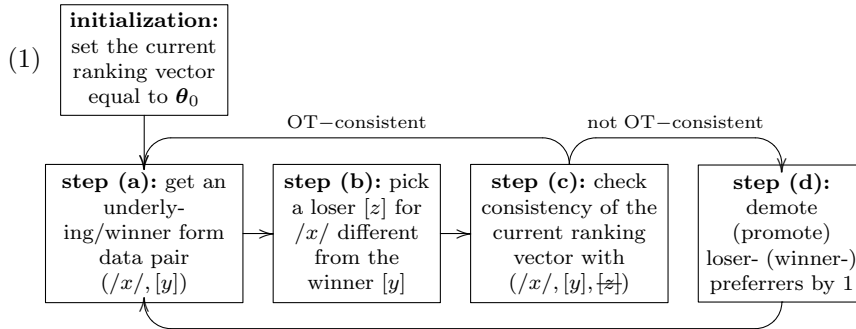 (1)
initialization:
set the current
ranking vector
equal to θ₀
OT−consistent
not OT−consistent
step (a): get an
underly-
ing/winner form
data pair
(/x/, [y])
step (b): pick
a loser [z] for
/x/ different
from the
winner [y]
step (c): check
consistency of the
current ranking
vector with
(/x/, [y], [z])
step (d):
demote
(promote)
loser- (winner-)
preferrers by 1